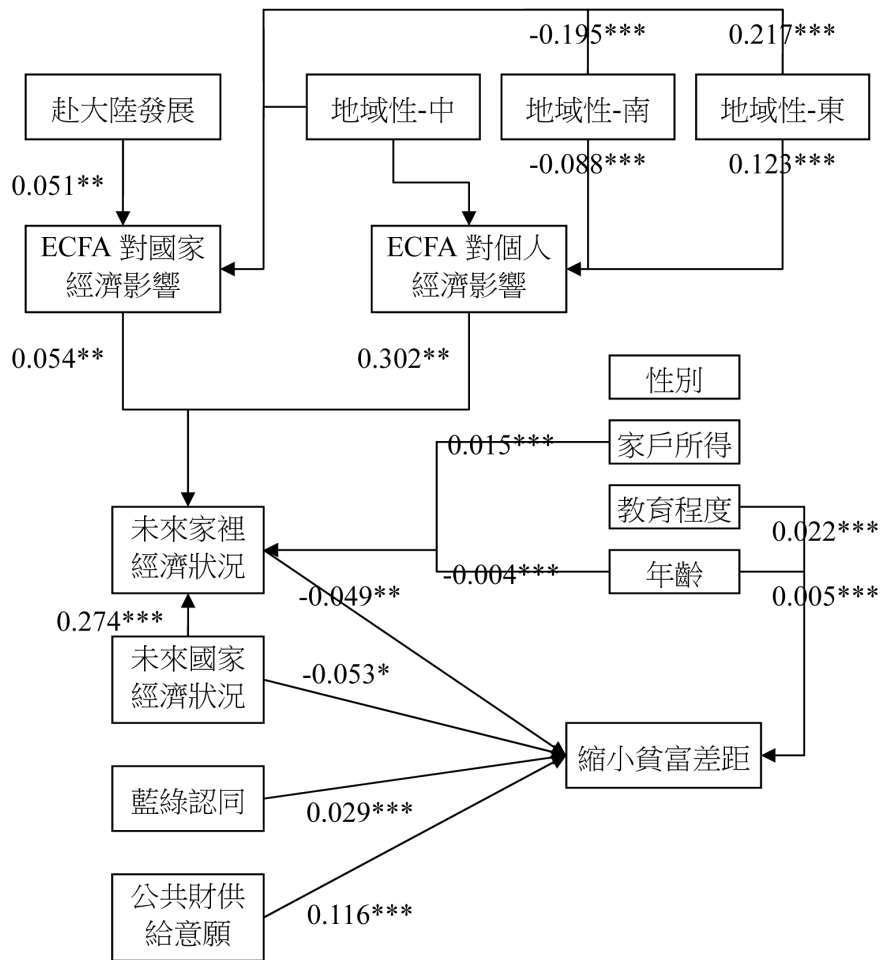 -0.195***
0.217***
赴大陸發展
地域性-中
地域性-南
地域性-東
-0.088***
0.123***
0.051**
ECFA 對國家
經濟影響
ECFA 對個人
經濟影響
0.054**
0.302**
性別
0.015***
家戶所得
教育程度
0.022***
未來家裡
經濟狀況
-0.004***
年齡
-0.049**
0.005***
0.274***
未來國家
經濟狀況
-0.053*
縮小貧富差距
藍綠認同
0.029***
公共財供
給意願
0.116***